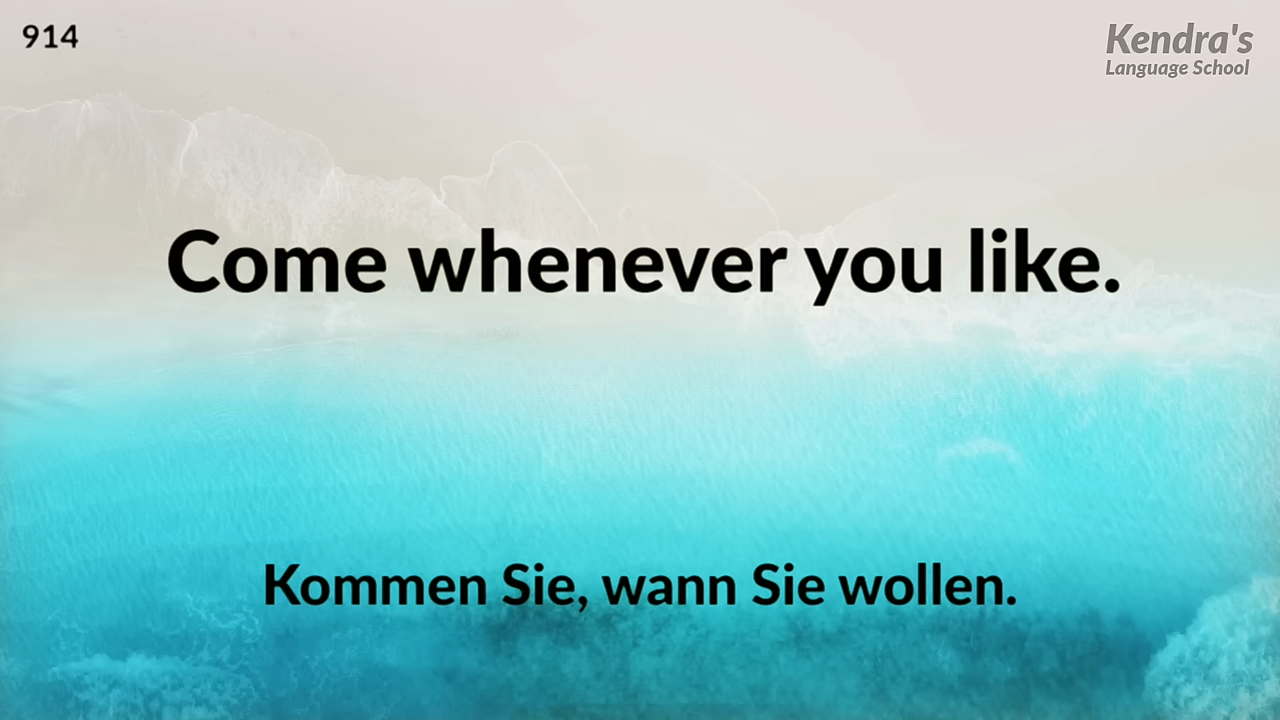 914
Kendra's
Language School
Come whenever you like.
Kommen Sie, wann Sie wollen.